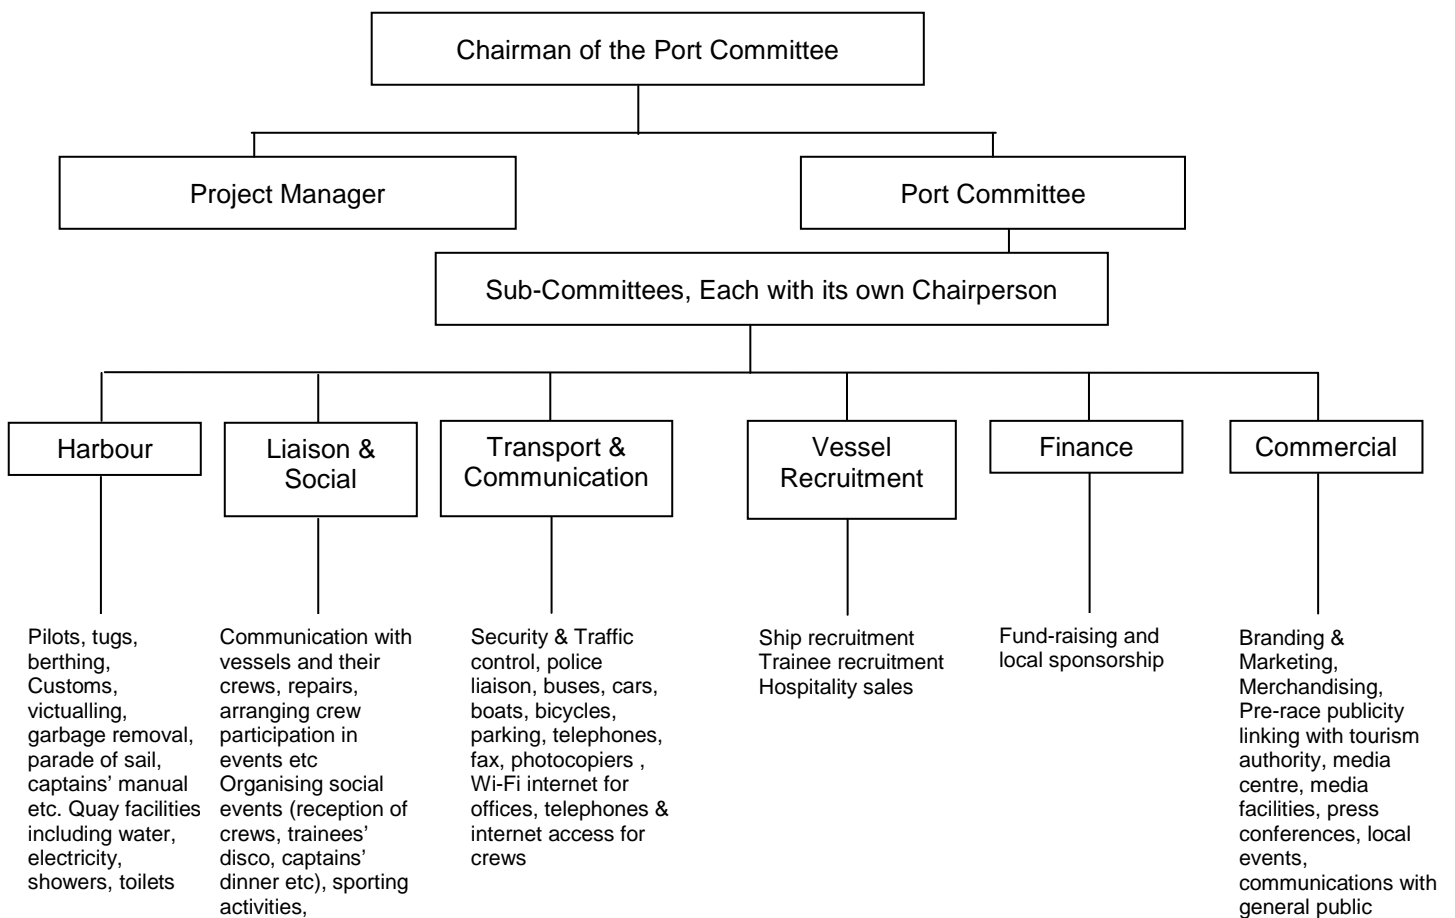 Chairman of the Port Committee
Project Manager
Port Committee
Sub-Committees, Each with its own Chairperson
Harbour
Liaison &
Social
Transport &
Communication
Vessel
Recruitment
Finance
Commercial
Pilots, tugs,
berthing,
Customs,
victualling,
garbage removal,
parade of sail,
captains’ manual
etc. Quay facilities
including water,
electricity,
showers, toilets
Communication with
vessels and their
crews, repairs,
arranging crew
participation in
events etc
Organising social
events (reception of
crews, trainees’
disco, captains’
dinner etc), sporting
activities,
Security & Traffic
control, police
liaison, buses, cars,
boats, bicycles,
parking, telephones,
fax, photocopiers ,
Wi-Fi internet for
offices, telephones &
internet access for
crews
Ship recruitment
Trainee recruitment
Hospitality sales
Fund-raising and
local sponsorship
Branding &
Marketing,
Merchandising,
Pre-race publicity
linking with tourism
authority, media
centre, media
facilities, press
conferences, local
events,
communications with
general public